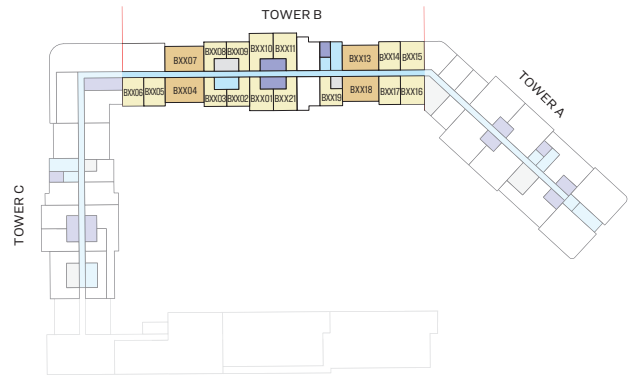 TOWER B
BXX10 BXX11
BXX08 BXX09
BXX07 BXX13 BXX14 BXX15
BXX06 BXX05 BXX04 BXX03 BXX02 BXX01 BXX21 BXX19 BXX18 BXX17 BXX16
TOWER A
TOWER C